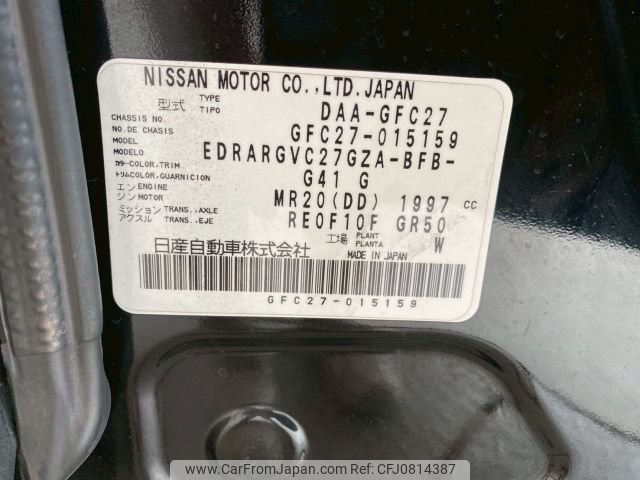 NISSAN MOTOR CO.,LTD.JAPAN
型式 TYPE TIPO DAA-GFC27
CHASSIS NO. NO DE CHASIS GFC27-015159
MODEL MODELO EDRARGVC27GZA-BFB-
カラー COLOR,TRIM トリム COLOR,GUARNICION G41 G
エンジン ENGINE MOTOR MR20(DD) 1997 cc
ミッション TRANS.,AXLE アクスル TRANS.,EJE RE0F10F GR50
工場 PLANT PLANTA W
日産自動車株式会社 MADE IN JAPAN
GFC27-015159
www.CarFromJapan.com | Car From Japan | CFJ0814387